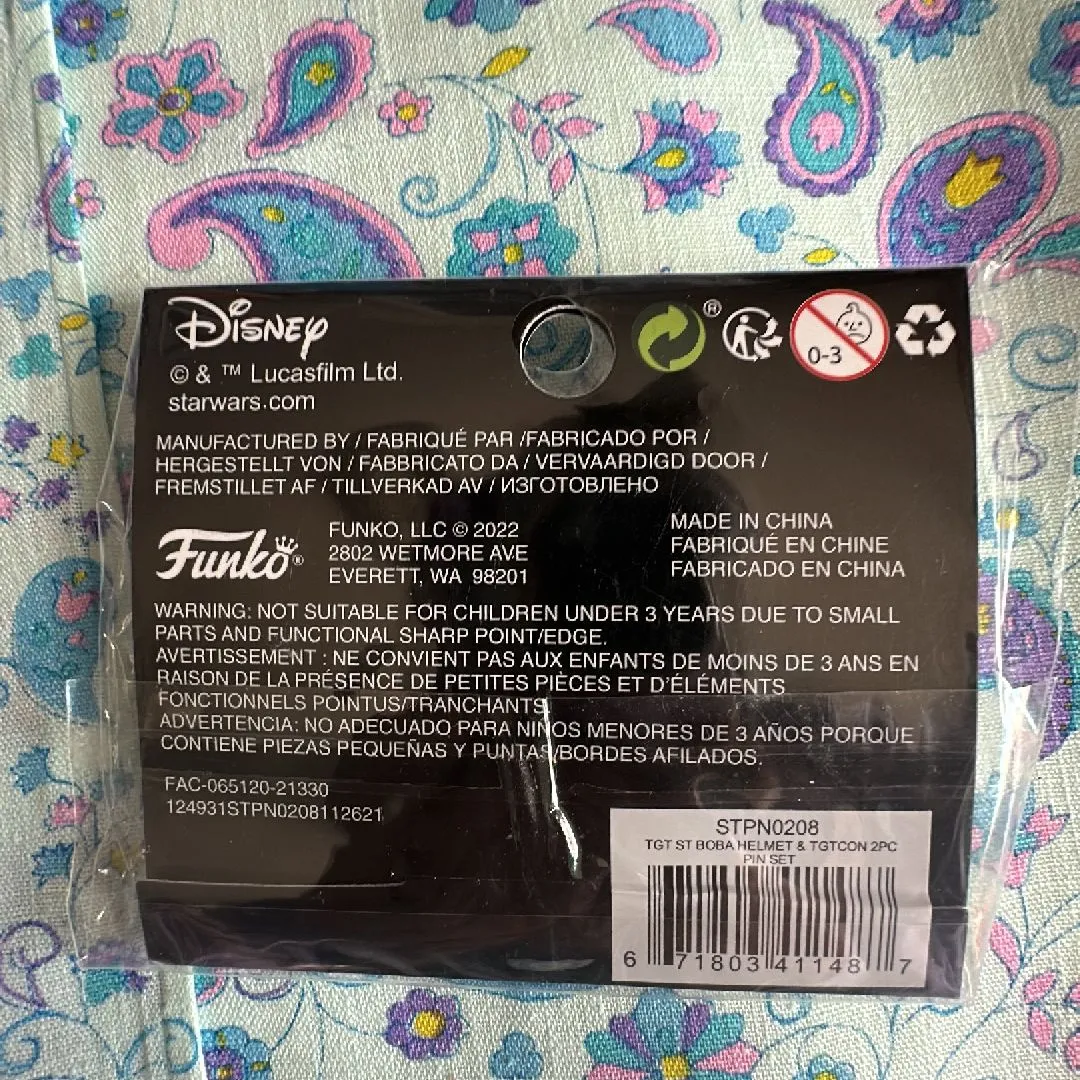 DISNEY
© & ™ Lucasfilm Ltd.
starwars.com
®
0-3
MANUFACTURED BY / FABRIQUÉ PAR /FABRICADO POR /
HERGESTELLT VON / FABBRICATO DA / VERVAARDIGD DOOR /
FREMSTILLET AF / TILLVERKAD AV / ИЗГОТОВЛЕНО
Funko®
FUNKO, LLC © 2022
2802 WETMORE AVE
EVERETT, WA 98201
MADE IN CHINA
FABRIQUÉ EN CHINE
FABRICADO EN CHINA
WARNING: NOT SUITABLE FOR CHILDREN UNDER 3 YEARS DUE TO SMALL
PARTS AND FUNCTIONAL SHARP POINT/EDGE.
AVERTISSEMENT : NE CONVIENT PAS AUX ENFANTS DE MOINS DE 3 ANS EN
RAISON DE LA PRÉSENCE DE PETITES PIÈCES ET D'ÉLÉMENTS
FONCTIONNELS POINTUS/TRANCHANTS
ADVERTENCIA: NO ADECUADO PARA NIÑOS MENORES DE 3 AÑOS PORQUE
CONTIENE PIEZAS PEQUEÑAS Y PUNTAS/BORDES AFILADOS.
FAC-065120-21330
124931STPN0208112621
STPN0208
TGT ST BOBA HELMET & TGTCON 2PC
PIN SET
6 71803 41148 7